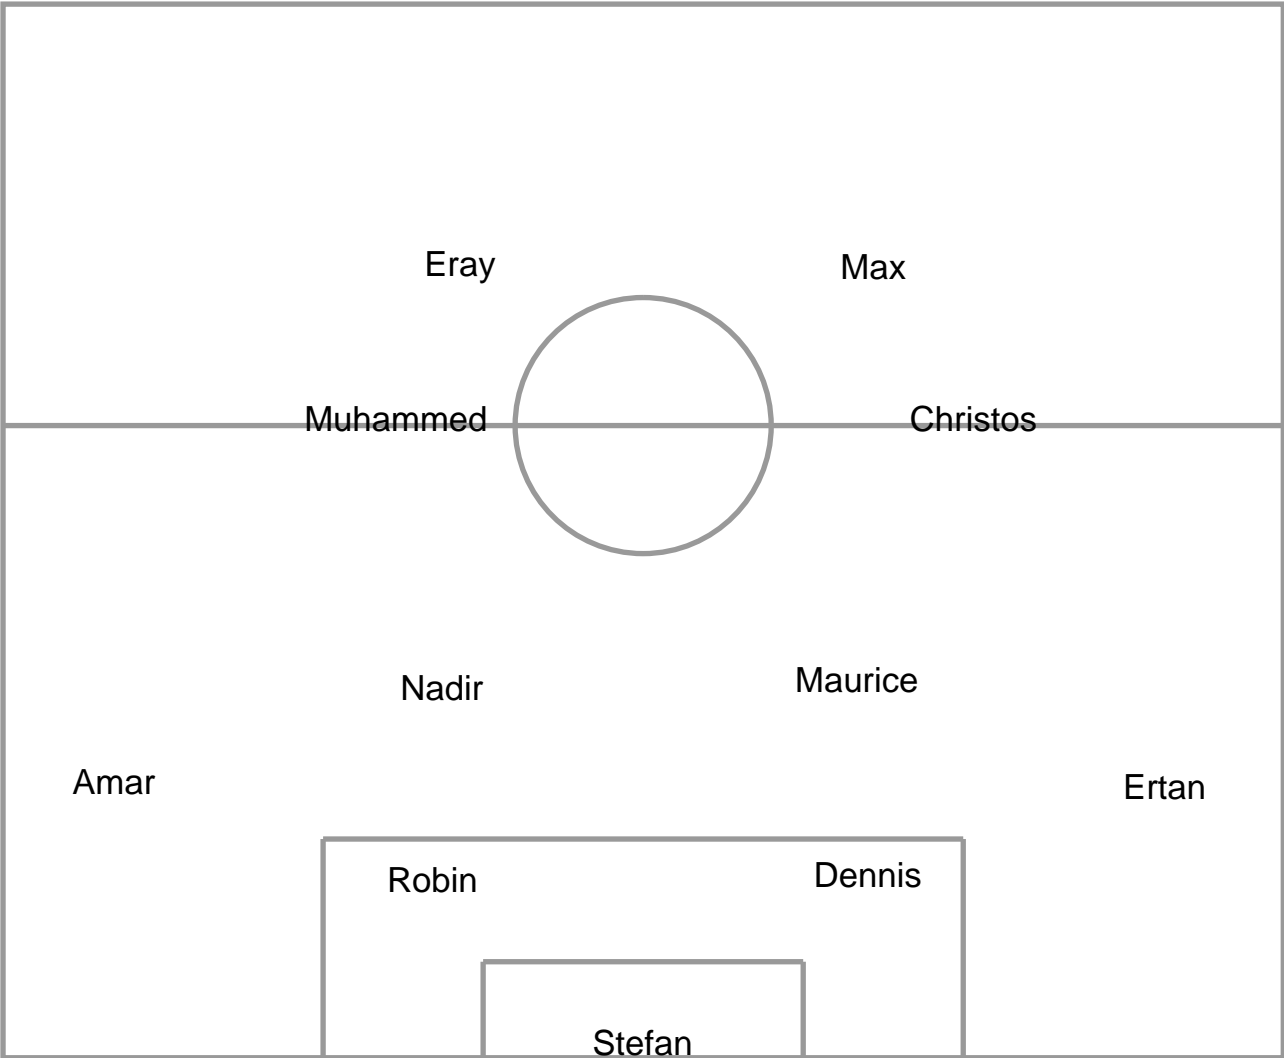 Eray
Max
Muhammed
Christos
Nadir
Maurice
Amar
Ertan
Robin
Dennis
Stefan